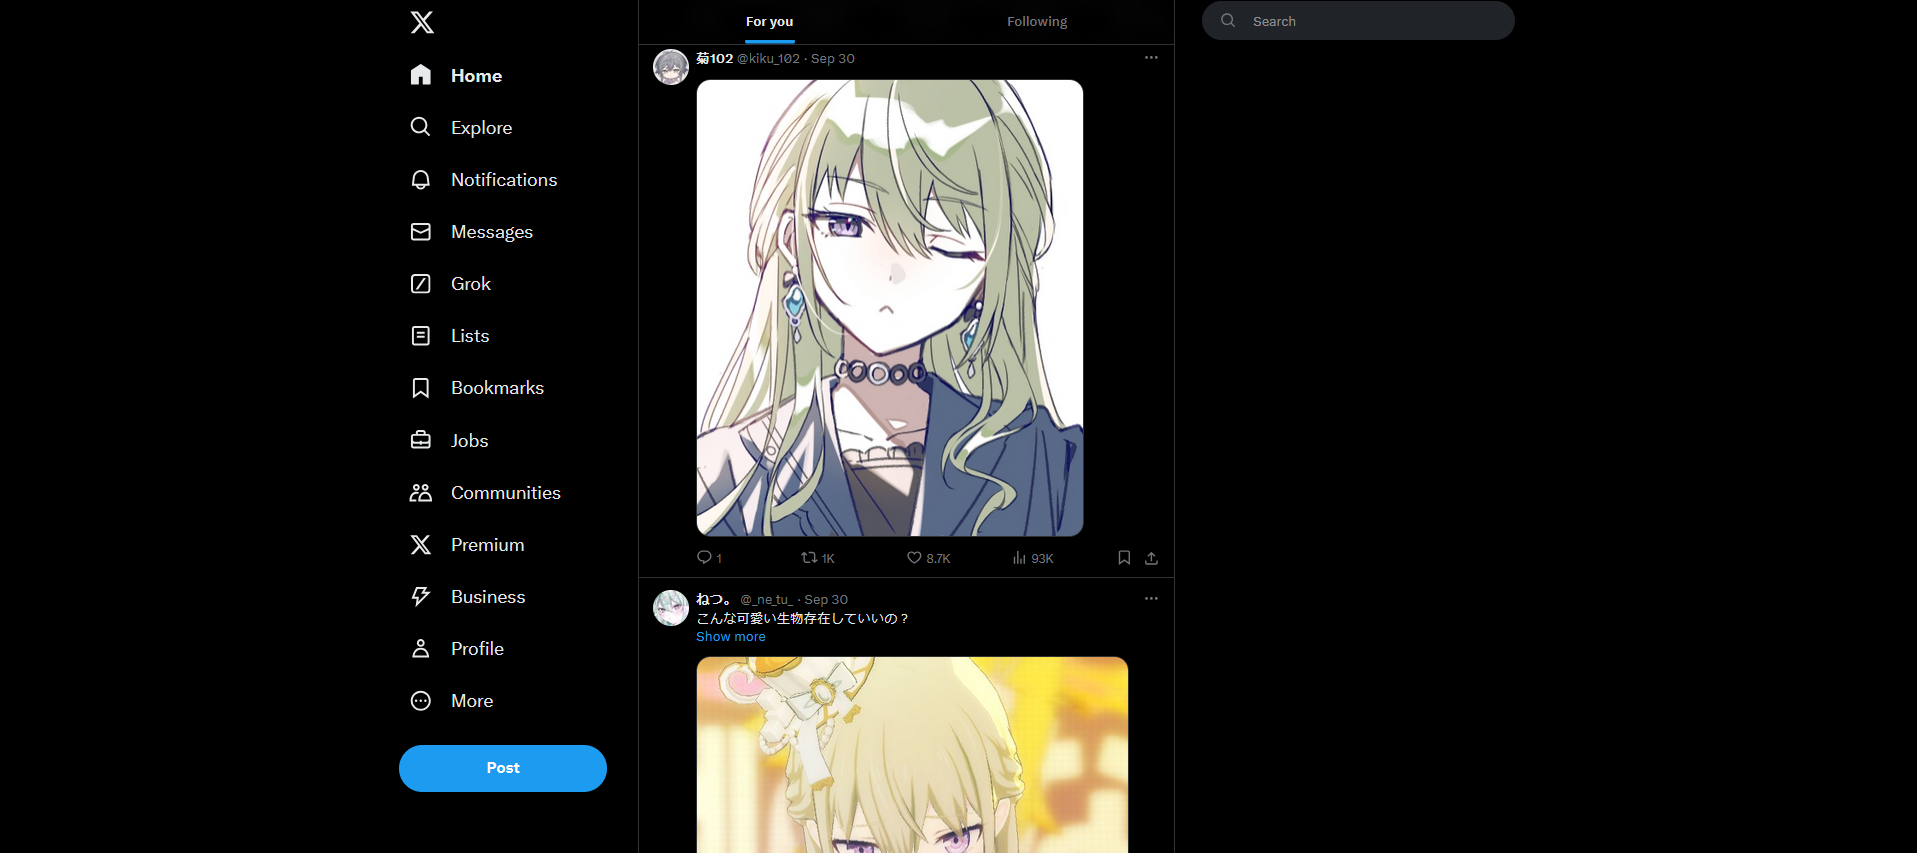 Home
Explore
Notifications
Messages
Grok
Lists
Bookmarks
Jobs
Communities
Premium
Business
Profile
More
Post
For you
Following
菊102 @kiku_102 · Sep 30
1
1K
8.7K
93K
ねつ。 @_ne_tu_ · Sep 30
こんな可愛い生物存在していいの？
Show more
Search